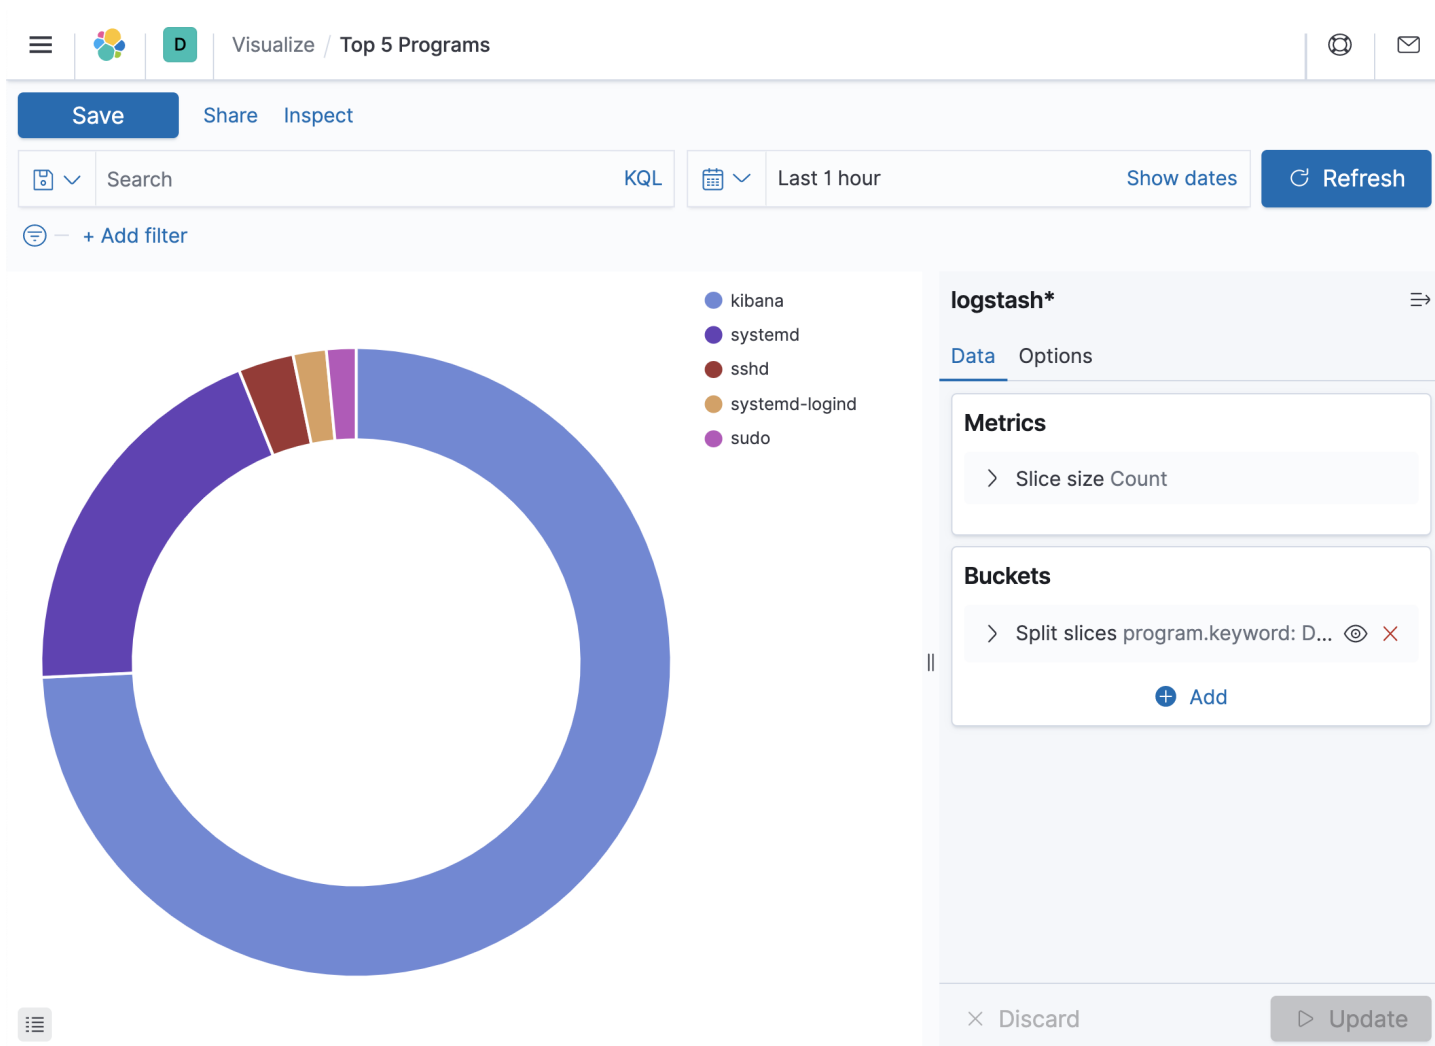 D Visualize / Top 5 Programs
Save Share Inspect
Search KQL Last 1 hour Show dates Refresh
+ Add filter
kibana
systemd
sshd
systemd-logind
sudo
logstash*
Data Options
Metrics
Slice size Count
Buckets
Split slices program.keyword: D...
Add
Discard Update